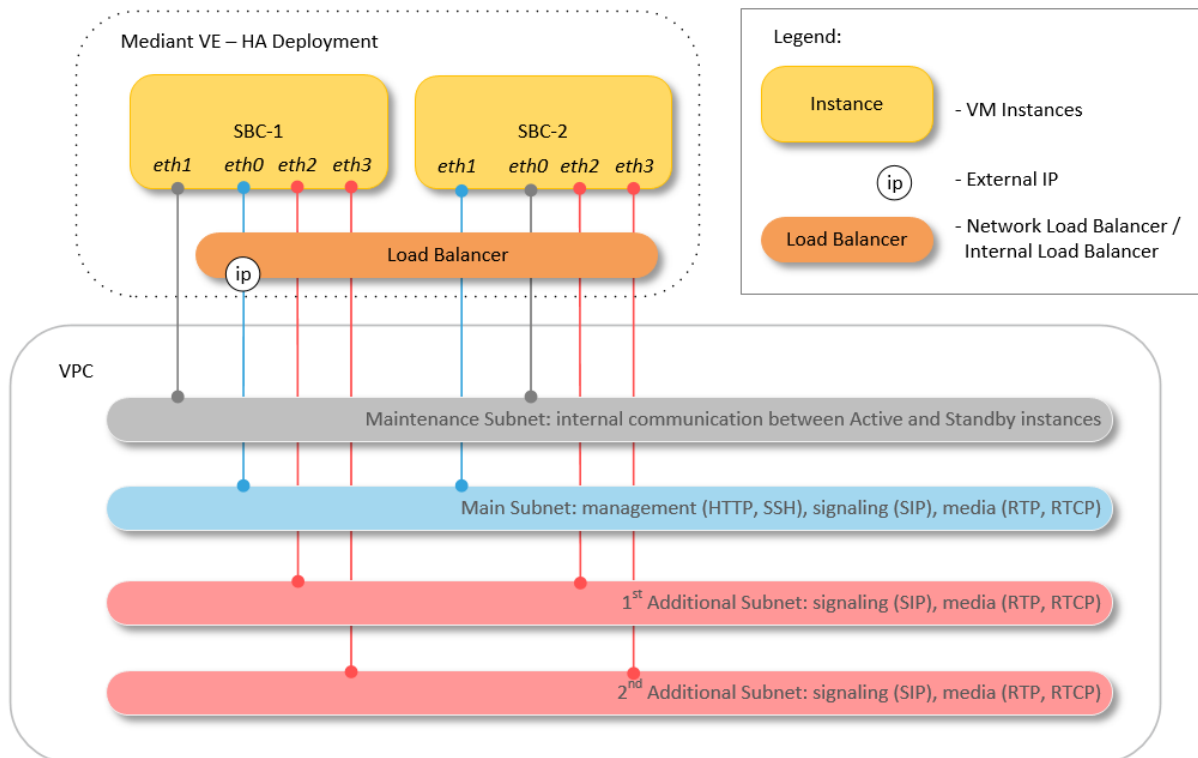 Mediant VE – HA Deployment
SBC-1
eth1 eth0 eth2 eth3
SBC-2
eth1 eth0 eth2 eth3
Load Balancer
ip
Legend:
Instance
- VM Instances
ip
- External IP
Load Balancer
- Network Load Balancer /
Internal Load Balancer
VPC
Maintenance Subnet: internal communication between Active and Standby instances
Main Subnet: management (HTTP, SSH), signaling (SIP), media (RTP, RTCP)
1st Additional Subnet: signaling (SIP), media (RTP, RTCP)
2nd Additional Subnet: signaling (SIP), media (RTP, RTCP)